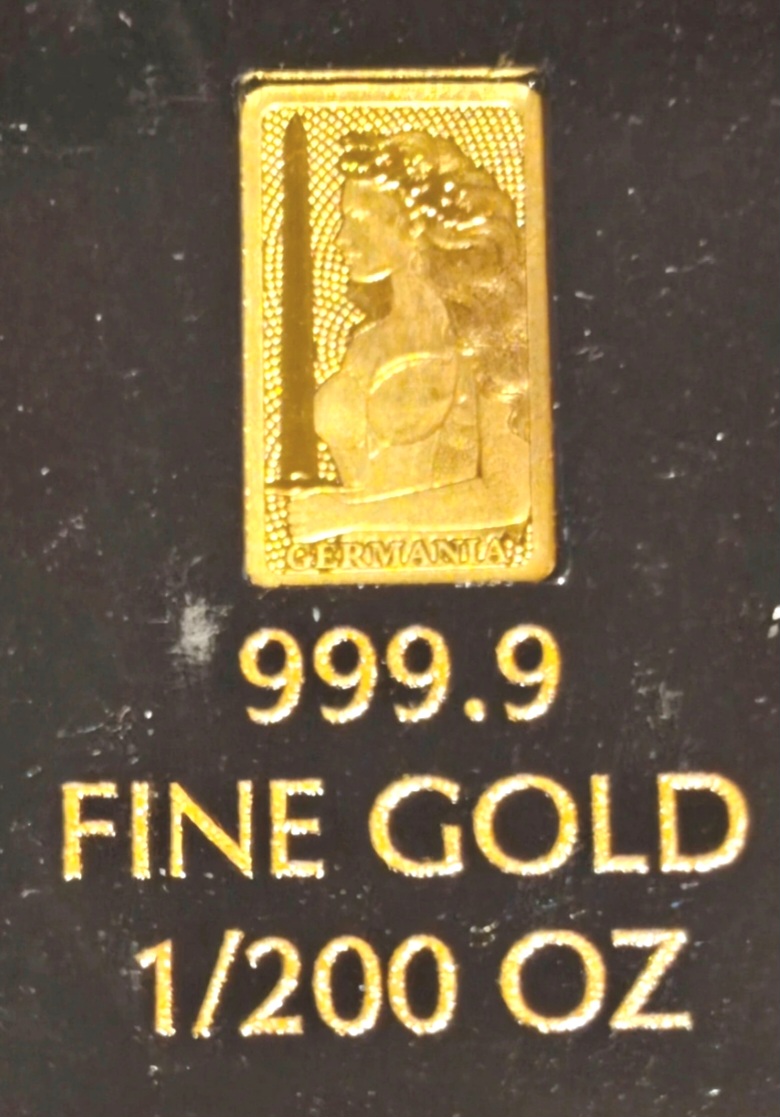 GERMANIA
999.9
FINE GOLD
1/200 OZ